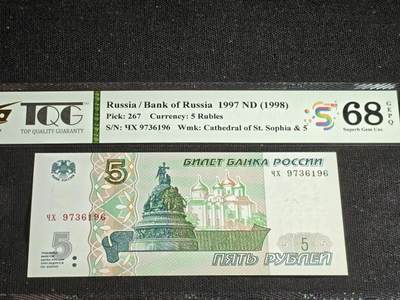 TQG
TOP QUALITY GUARANTY
Russia / Bank of Russia 1997 ND (1998)
Pick: 267 Currency: 5 Rubles
S/N: ЧХ 9736196 Wmk: Cathedral of St. Sophia & 5
68
GEPQ
Superb Gem Unc
5
БИЛЕТ БАНКА РОССИИ
чх 9736196
чх 9736196
5
5
ПЯТЬ РУБЛЕЙ